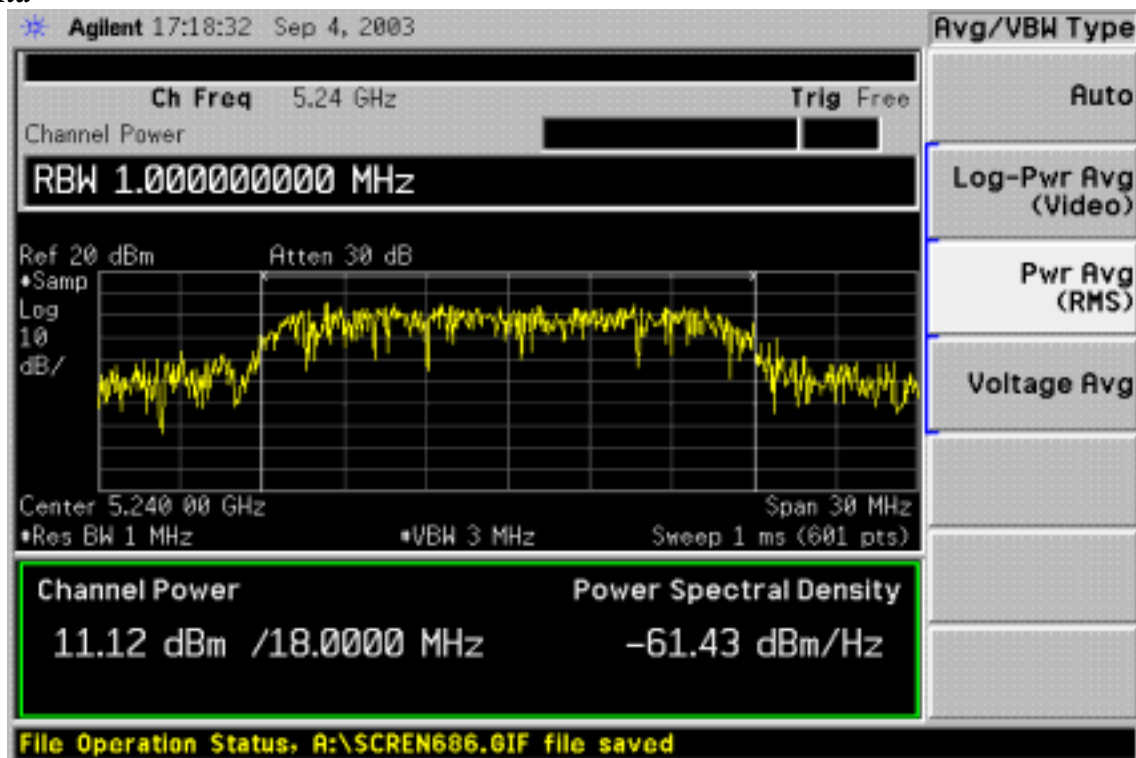 Agilent 17:18:32 Sep 4, 2003
Avg/VBW Type
Ch Freq 5.24 GHz
Trig Free
Channel Power
RBW 1.000000000 MHz
Ref 20 dBm
Atten 30 dB
#Samp
Log
10
dB/
Center 5.240 00 GHz
Span 30 MHz
#Res BW 1 MHz
#VBW 3 MHz
Sweep 1 ms (601 pts)
Channel Power
Power Spectral Density
11.12 dBm /18.0000 MHz
-61.43 dBm/Hz
File Operation Status, A:\SCREN686.GIF file saved
Auto
Log-Pwr Avg
(Video)
Pwr Avg
(RMS)
Voltage Avg